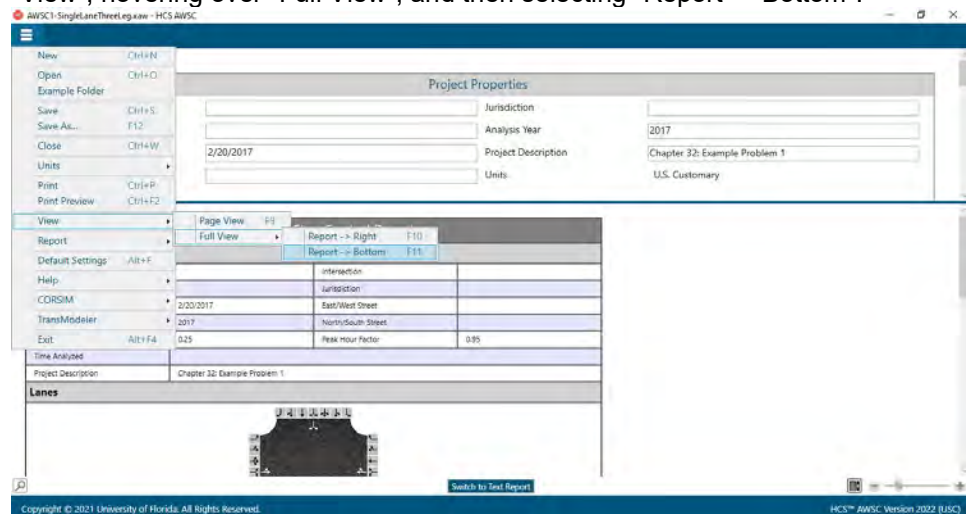 "View", hovering over "Full View", and then selecting "Report -> Bottom".
AWSC1-SingleLaneThreeLeg.xaw - HCS AWSC
New Ctrl+N
Open Ctrl+O
Example Folder
Save Ctrl+S
Save As... F12
Close Ctrl+W
Units
Print Ctrl+P
Print Preview Ctrl+F2
View
Report
Default Settings Alt+F
Help
CORSIM
TransModeler
Exit Alt+F4
Page View F9
Full View
Report -> Right F10
Report -> Bottom F11
Project Properties
Jurisdiction
Analysis Year 2017
2/20/2017 Project Description Chapter 32: Example Problem 1
Units U.S. Customary
Intersection
Jurisdiction
2/20/2017 East/West Street
2017 North/South Street
0.25 Peak Hour Factor 0.95
Time Analyzed
Project Description Chapter 32: Example Problem 1
Lanes
Switch to Text Report
Copyright © 2021 University of Florida. All Rights Reserved. HCS™ AWSC Version 2022 (USC)